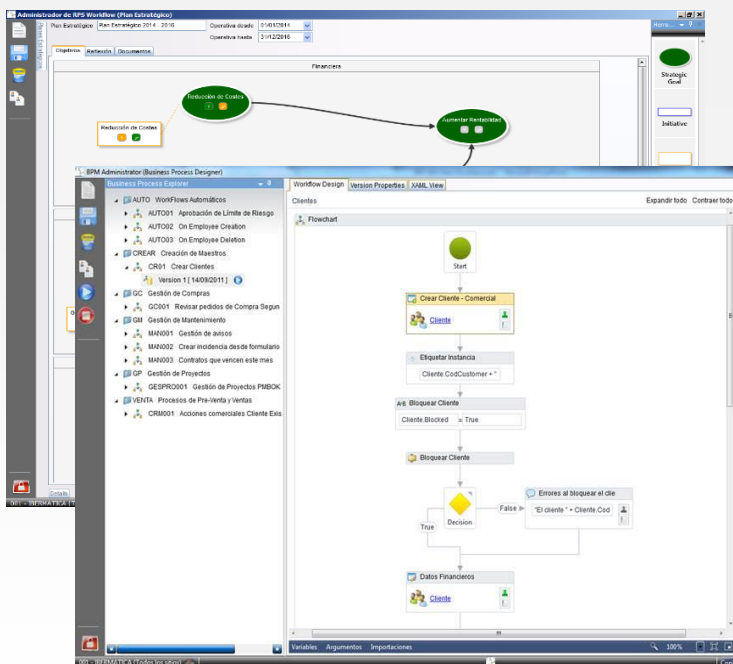 Administrador de RPS Workflow (Plan Estratégico)
Plan Estratégico Plan Estratégico 2014 - 2016 Operativa desde 01/01/2014
Operativa hasta 31/12/2016
Objetivos Reflexión Documentos
Financiera
Reducción de Costes
Reducción de Costes
Aumentar Rentabilidad
Strategic
Goal
Initiative
Details
BPM Administrator (Business Process Designer)
Business Process Explorer
AUTO WorkFlows Automáticos
AUTO01 Aprobación de Límite de Riesgo
AUTO02 On Employee Creation
AUTO03 On Employee Deletion
CREAR Creación de Maestros
CR01 Crear Clientes
Version 1 [ 14/09/2011 ]
GC Gestión de Compras
GC001 Revisar pedidos de Compra Segun
GM Gestión de Mantenimiento
MAN001 Gestión de avisos
MAN002 Crear incidencia desde formulario
MAN003 Contratos que vencen este mes
GP Gestión de Proyectos
GESPRO001 Gestión de Proyectos PMBOK
VENTA Procesos de Pre-Venta y Ventas
CRM001 Acciones comerciales Cliente Exis
Workflow Design Version Properties XAML View
Clientes Expandir todo Contraer todo
Flowchart
Start
Crear Cliente - Comercial
Cliente
Etiquetar Instancia
Cliente.CodCustomer + "
A=B Bloquear Cliente
Cliente.Blocked = True
Bloquear Cliente
Decision
True
False
Errores al bloquear el clie
"El cliente " + Cliente.Cod
Datos Financieros
Cliente
Variables Argumentos Importaciones 100%
001 - IBERMATICA (Todos los sitios)